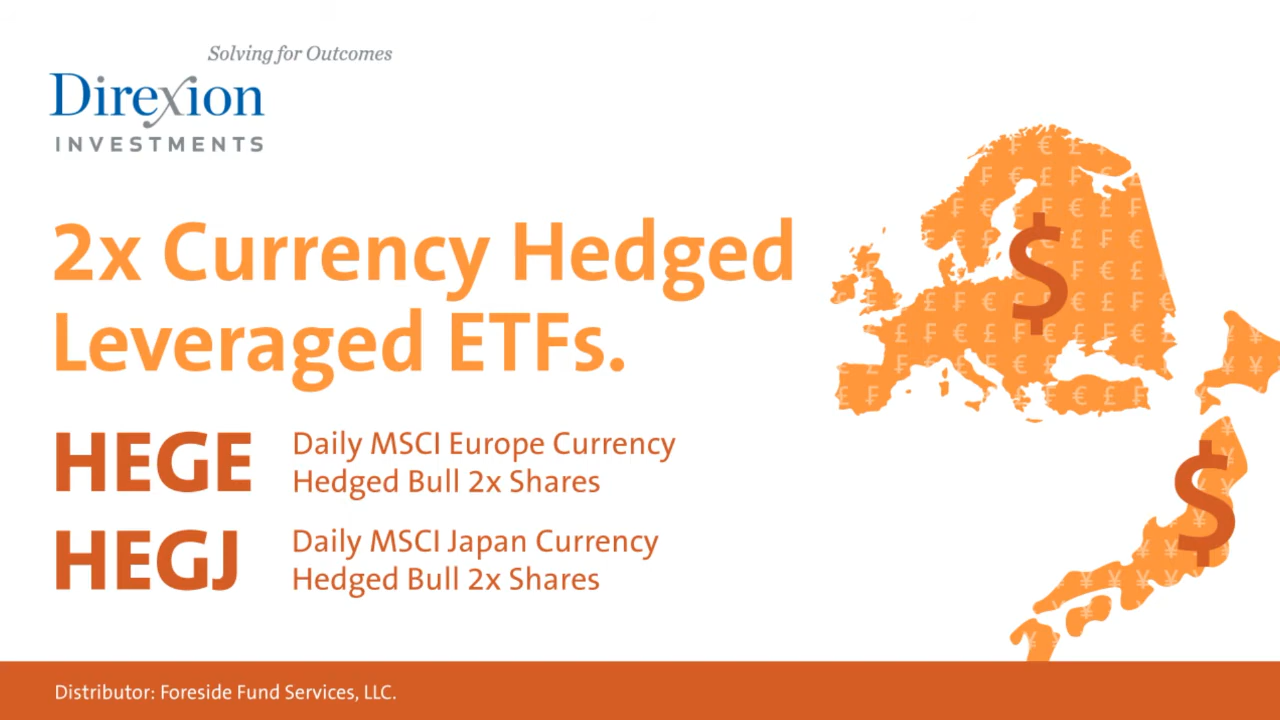 Solving for Outcomes
Direxion
INVESTMENTS
2x Currency Hedged
Leveraged ETFs.
HEGE
Daily MSCI Europe Currency
Hedged Bull 2x Shares
HEGJ
Daily MSCI Japan Currency
Hedged Bull 2x Shares
$
$
Distributor: Foreside Fund Services, LLC.